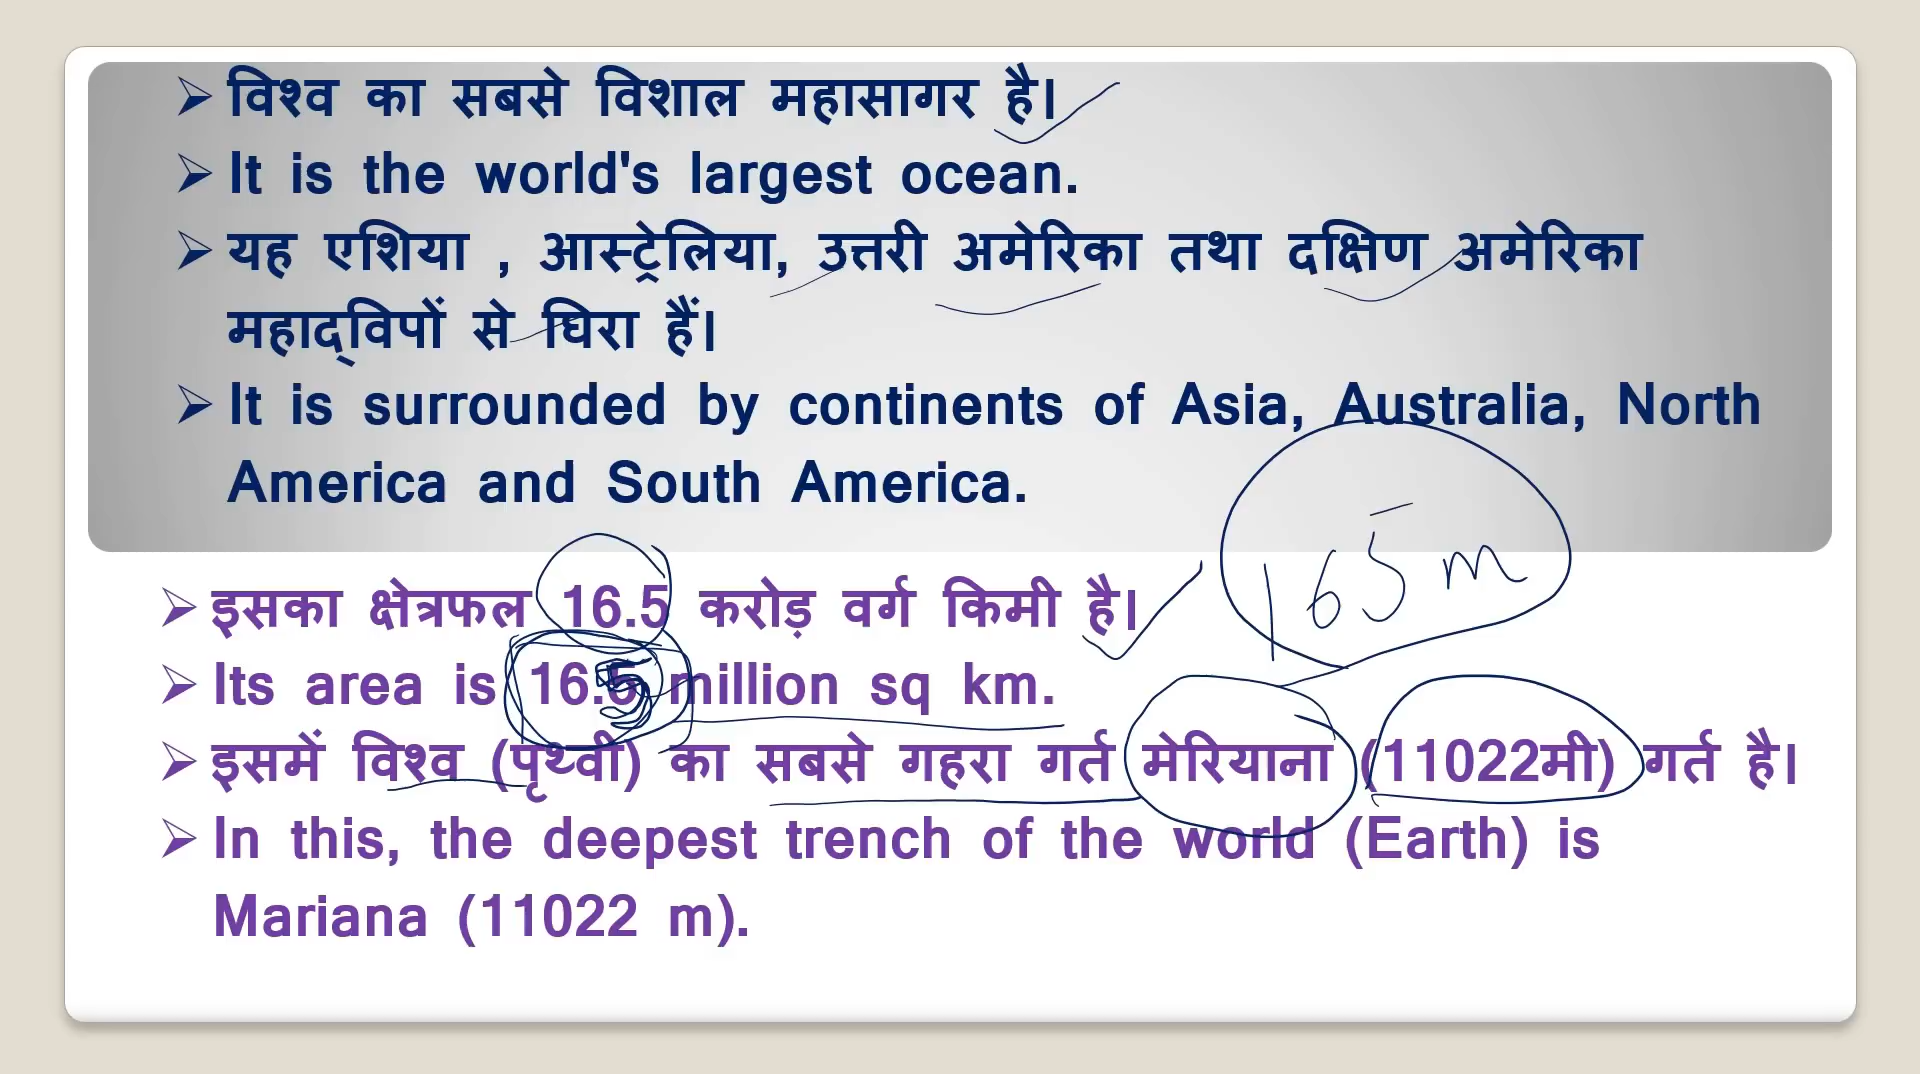 विश्व का सबसे विशाल महासागर है।
It is the world's largest ocean.
यह एशिया , आस्ट्रेलिया, उत्तरी अमेरिका तथा दक्षिण अमेरिका
महाद्विपों से घिरा हैं।
It is surrounded by continents of Asia, Australia, North
America and South America.
165 m
इसका क्षेत्रफल 16.5 करोड़ वर्ग किमी है।
Its area is 16.5 million sq km.
इसमें विश्व (पृथ्वी) का सबसे गहरा गर्त मेरियाना (11022मी) गर्त है।
In this, the deepest trench of the world (Earth) is
Mariana (11022 m).